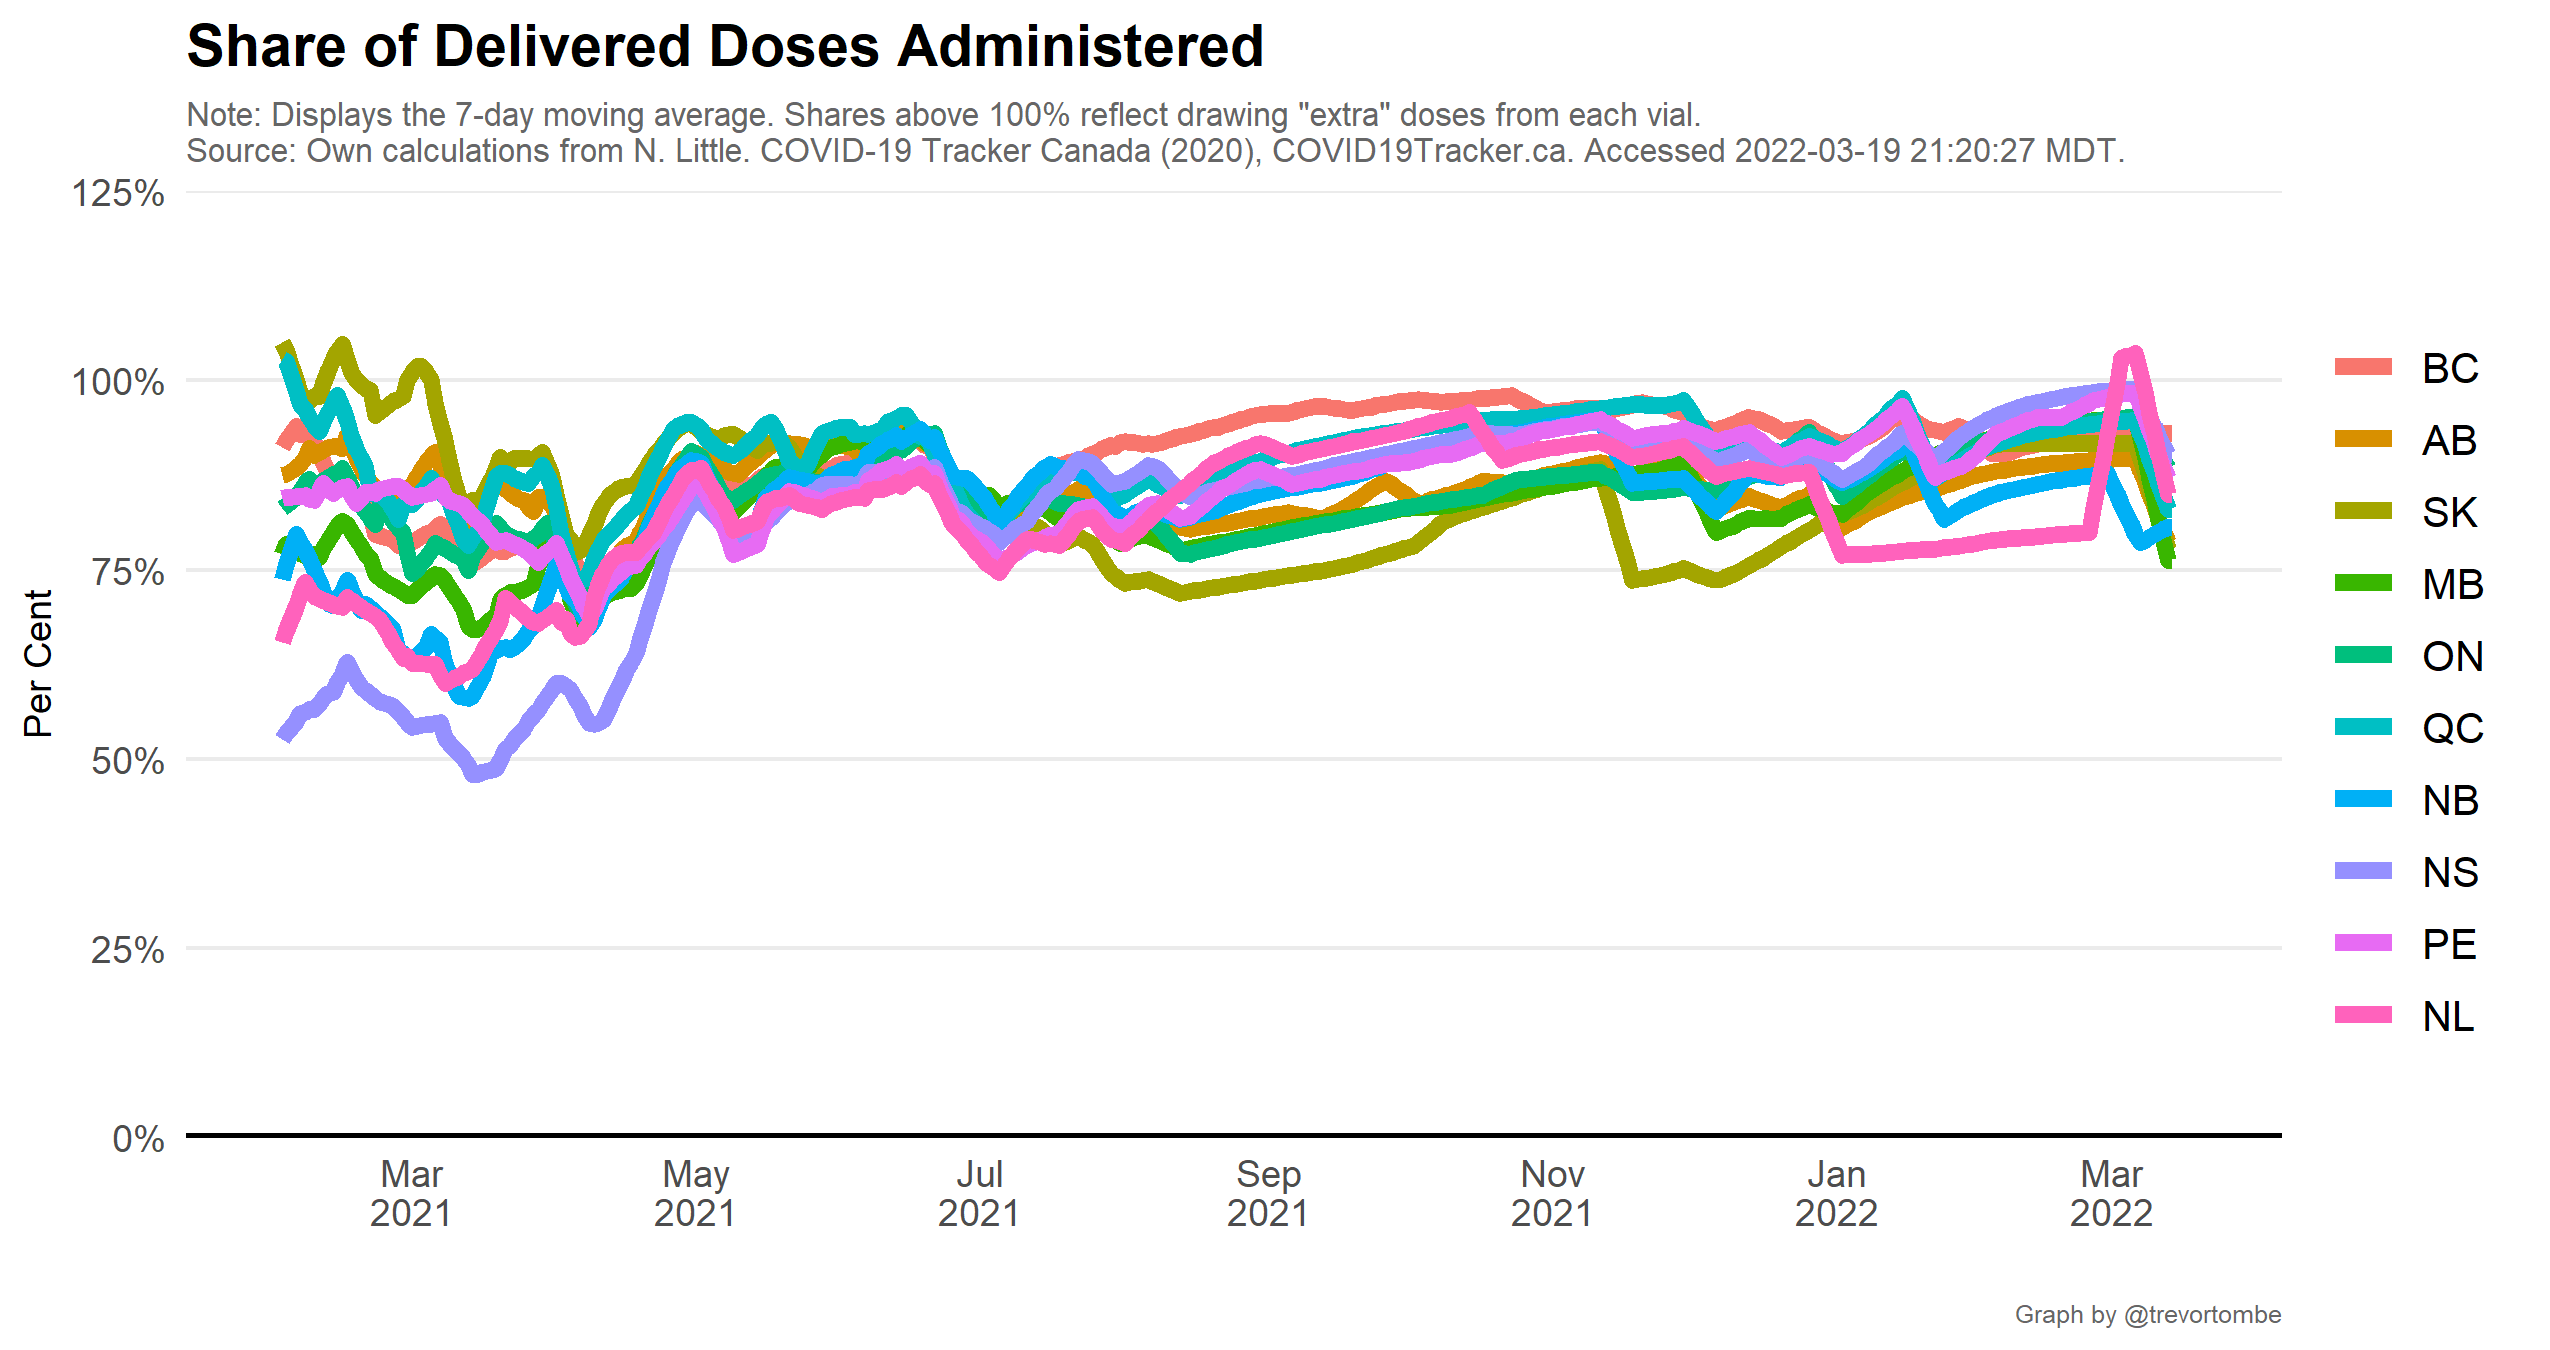 Share of Delivered Doses Administered
Note: Displays the 7-day moving average. Shares above 100% reflect drawing "extra" doses from each vial.
Source: Own calculations from N. Little. COVID-19 Tracker Canada (2020), COVID19Tracker.ca. Accessed 2022-03-19 21:20:27 MDT.
125%
100%
75%
50%
25%
0%
Per Cent
Mar
2021
May
2021
Jul
2021
Sep
2021
Nov
2021
Jan
2022
Mar
2022
BC
AB
SK
MB
ON
QC
NB
NS
PE
NL
Graph by @trevortombe